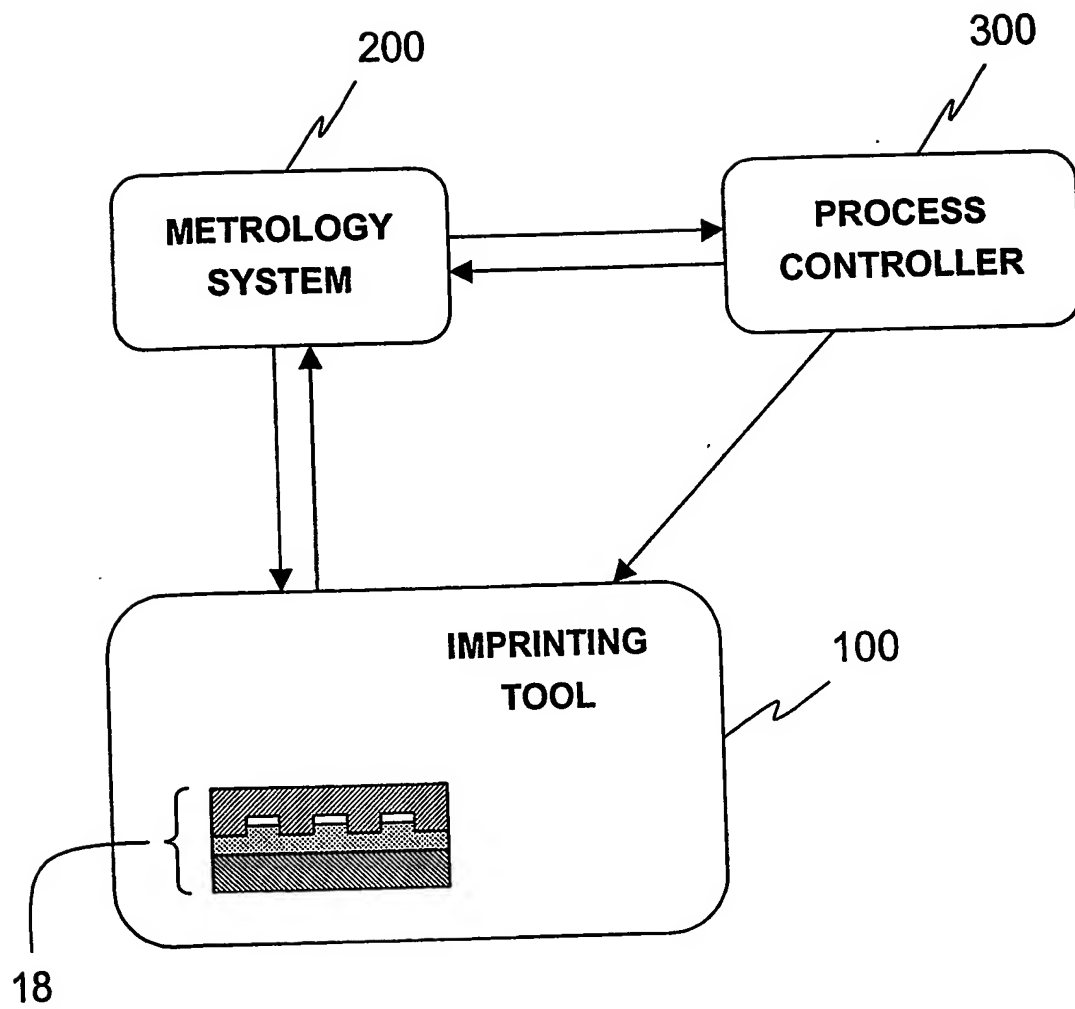 200
300
METROLOGY
SYSTEM
PROCESS
CONTROLLER
IMPRINTING
TOOL
100
18